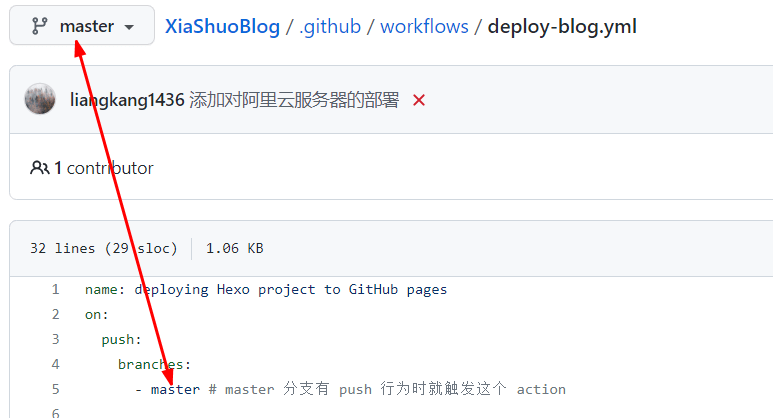 master XiaShuoBlog / .github / workflows / deploy-blog.yml
liangkang1436 添加对阿里云服务器的部署
1 contributor
32 lines (29 sloc) 1.06 KB
1 name: deploying Hexo project to GitHub pages
2 on:
3 push:
4 branches:
5 - master # master 分支有 push 行为时就触发这个 action
6